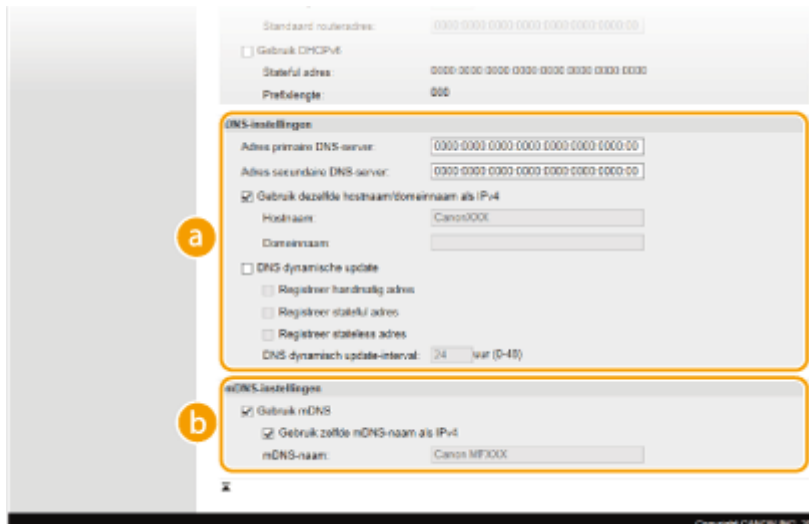 Standaard routeradres: 0000:0000:0000:0000:0000:0000:0000:00
Gebruik DHCPv6
Stateful adres: 0000:0000:0000:0000:0000:0000:0000:0000
Prefixlengte: 000
DNS-instellingen
Adres primaire DNS-server: 0000:0000:0000:0000:0000:0000:0000:00
Adres secundaire DNS-server: 0000:0000:0000:0000:0000:0000:0000:00
Gebruik dezelfde hostnaam/domeinnaam als IPv4
Hostnaam: CanonXXX
a
Domeinnaam:
DNS dynamische update
Registreer handmatig adres
Registreer stateful adres
Registreer stateless adres
DNS dynamisch update-interval: 24 uur (0-48)
mDNS-instellingen
b
Gebruik mDNS
Gebruik zelfde mDNS-naam als IPv4
mDNS-naam: Canon MFXXX
Copyright CANON INC.